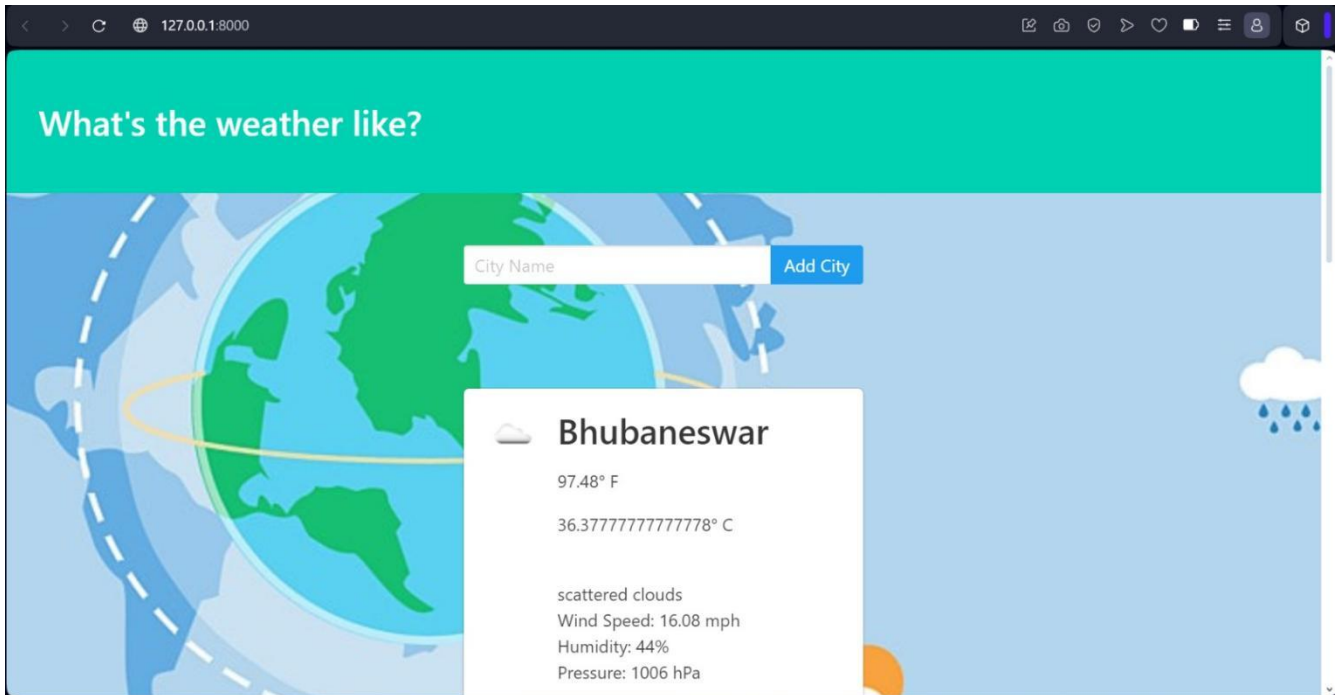 127.0.0.1:8000
What's the weather like?
City Name Add City
Bhubaneswar
97.48° F
36.37777777777778° C
scattered clouds
Wind Speed: 16.08 mph
Humidity: 44%
Pressure: 1006 hPa